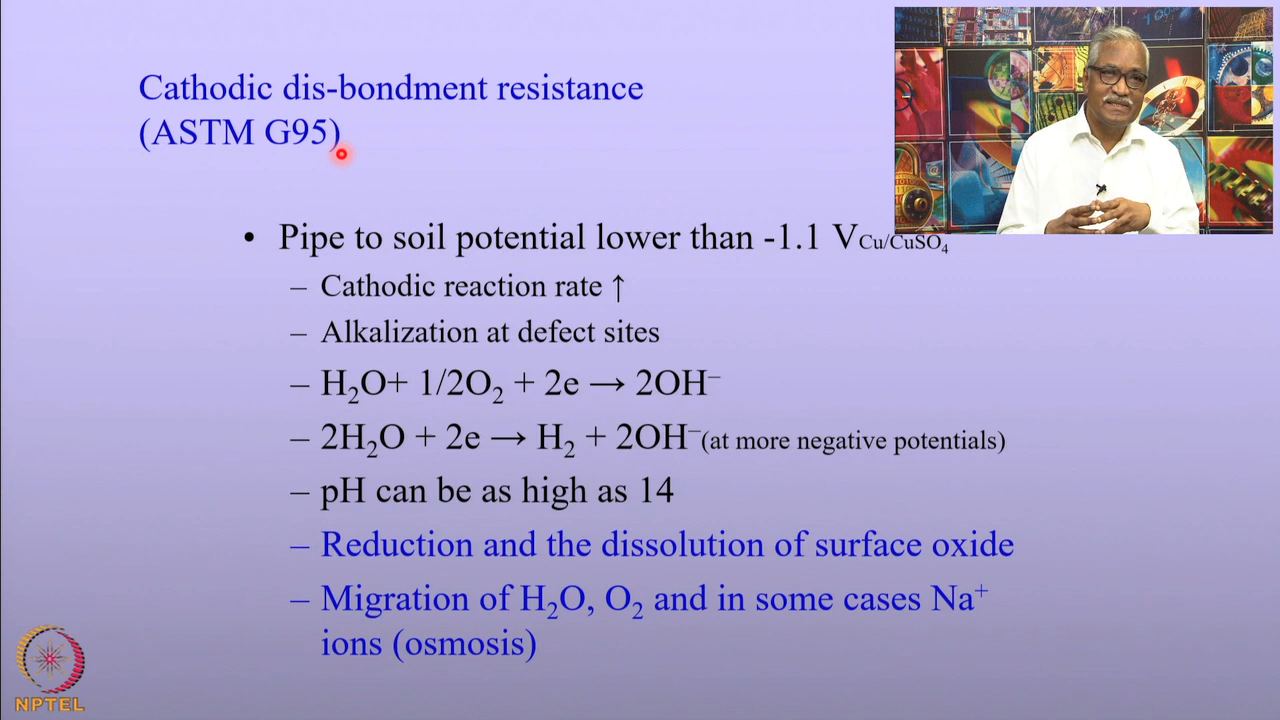 Cathodic dis-bondment resistance
(ASTM G95)
• Pipe to soil potential lower than -1.1 VCu/CuSO₄
– Cathodic reaction rate ↑
– Alkalization at defect sites
– H₂O+ 1/2O₂ + 2e → 2OH⁻
– 2H₂O + 2e → H₂ + 2OH⁻(at more negative potentials)
– pH can be as high as 14
– Reduction and the dissolution of surface oxide
– Migration of H₂O, O₂ and in some cases Na⁺
ions (osmosis)
NPTEL